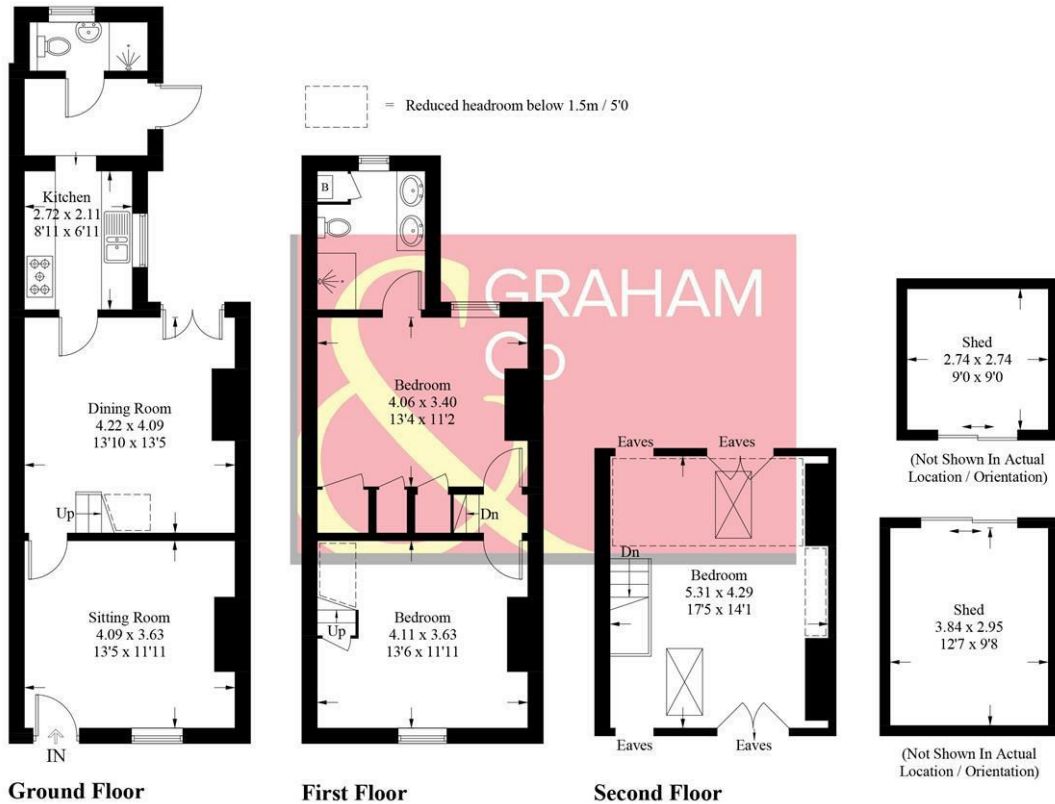 = Reduced headroom below 1.5m / 5'0
Kitchen
2.72 x 2.11
8'11 x 6'11
Dining Room
4.22 x 4.09
13'10 x 13'5
Up
Sitting Room
4.09 x 3.63
13'5 x 11'11
IN
Ground Floor
B
GRAHAM
Co
&
Bedroom
4.06 x 3.40
13'4 x 11'2
Dn
Bedroom
4.11 x 3.63
13'6 x 11'11
Up
First Floor
Eaves
Eaves
Dn
Bedroom
5.31 x 4.29
17'5 x 14'1
Eaves
Eaves
Second Floor
Shed
2.74 x 2.74
9'0 x 9'0
(Not Shown In Actual
Location / Orientation)
Shed
3.84 x 2.95
12'7 x 9'8
(Not Shown In Actual
Location / Orientation)